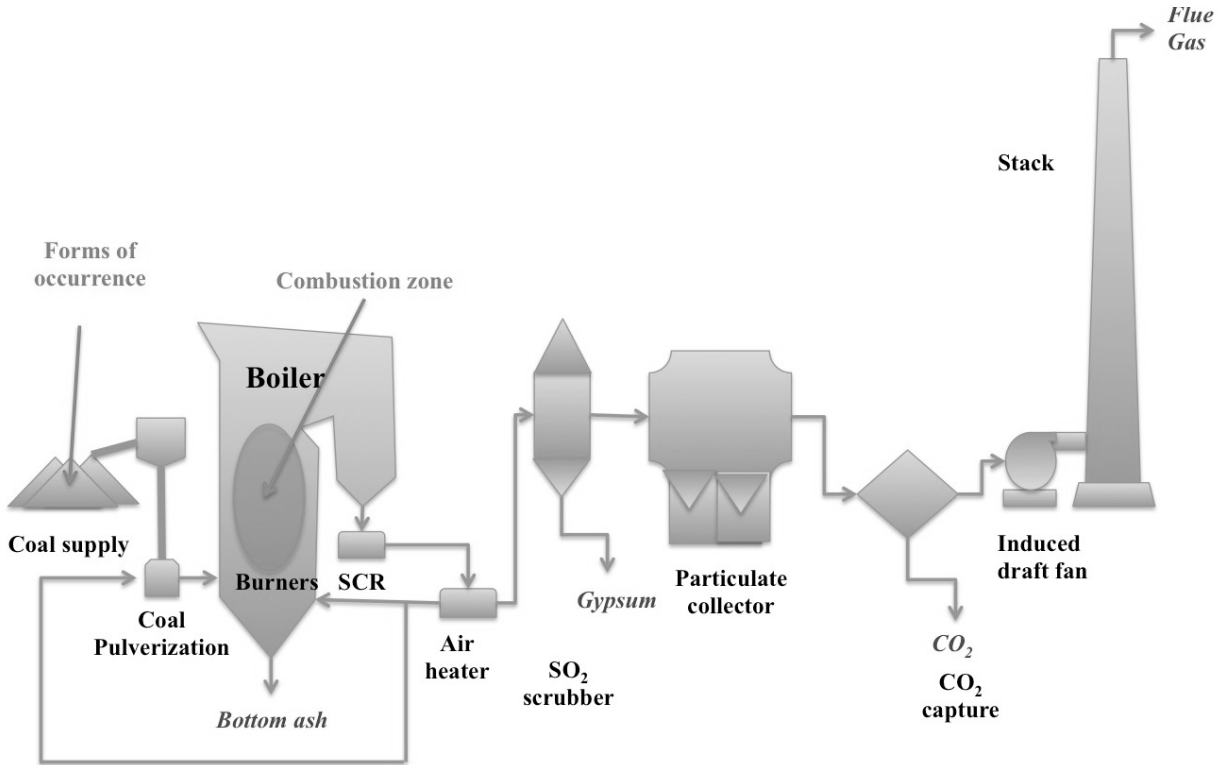 Flue
Gas
Stack
Forms of
occurrence
Combustion zone
Boiler
Coal supply
Burners
SCR
Induced
draft fan
Particulate
collector
Gypsum
Coal
Pulverization
Air
heater
CO₂
SO₂
scrubber
CO₂
capture
Bottom ash